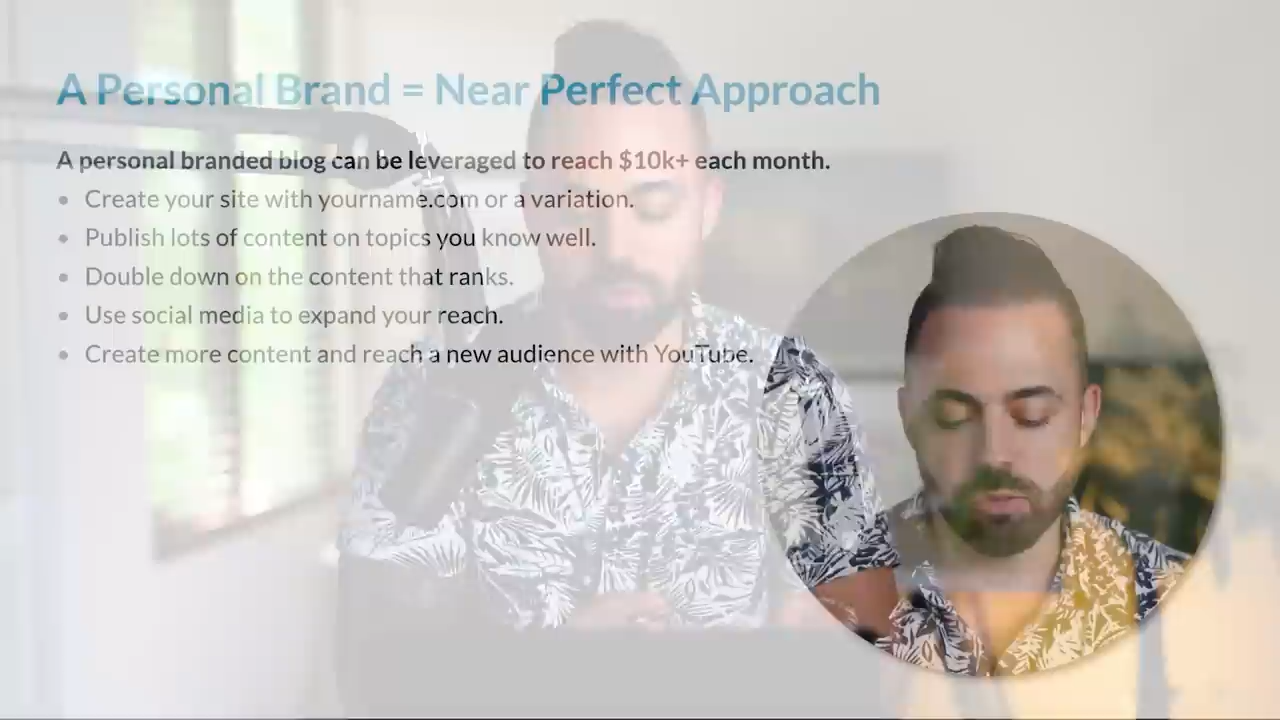 A Personal Brand = Near Perfect Approach
A personal branded blog can be leveraged to reach $10k+ each month.
• Create your site with yourname.com or a variation.
• Publish lots of content on topics you know well.
• Double down on the content that ranks.
• Use social media to expand your reach.
• Create more content and reach a new audience with YouTube.